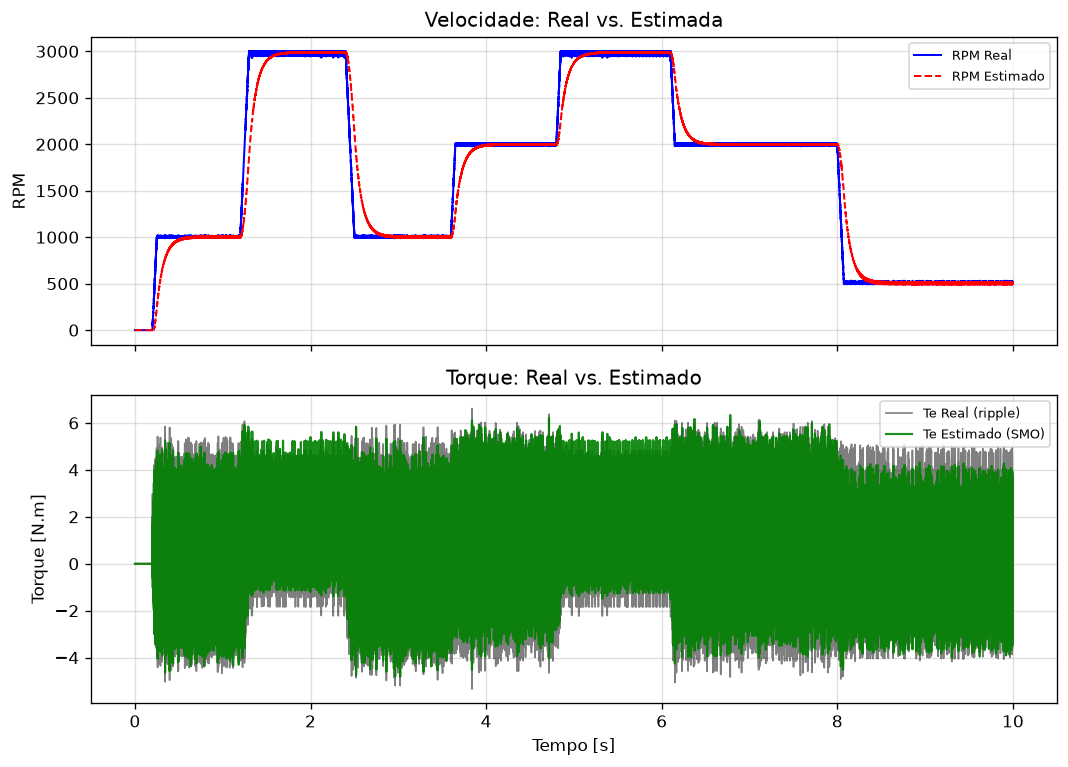 Velocidade: Real vs. Estimada
3000
2500
2000
1500
1000
500
0
RPM
RPM Real
RPM Estimado
Torque: Real vs. Estimado
6
4
2
0
−2
−4
Torque [N.m]
Te Real (ripple)
Te Estimado (SMO)
0 2 4 6 8 10
Tempo [s]